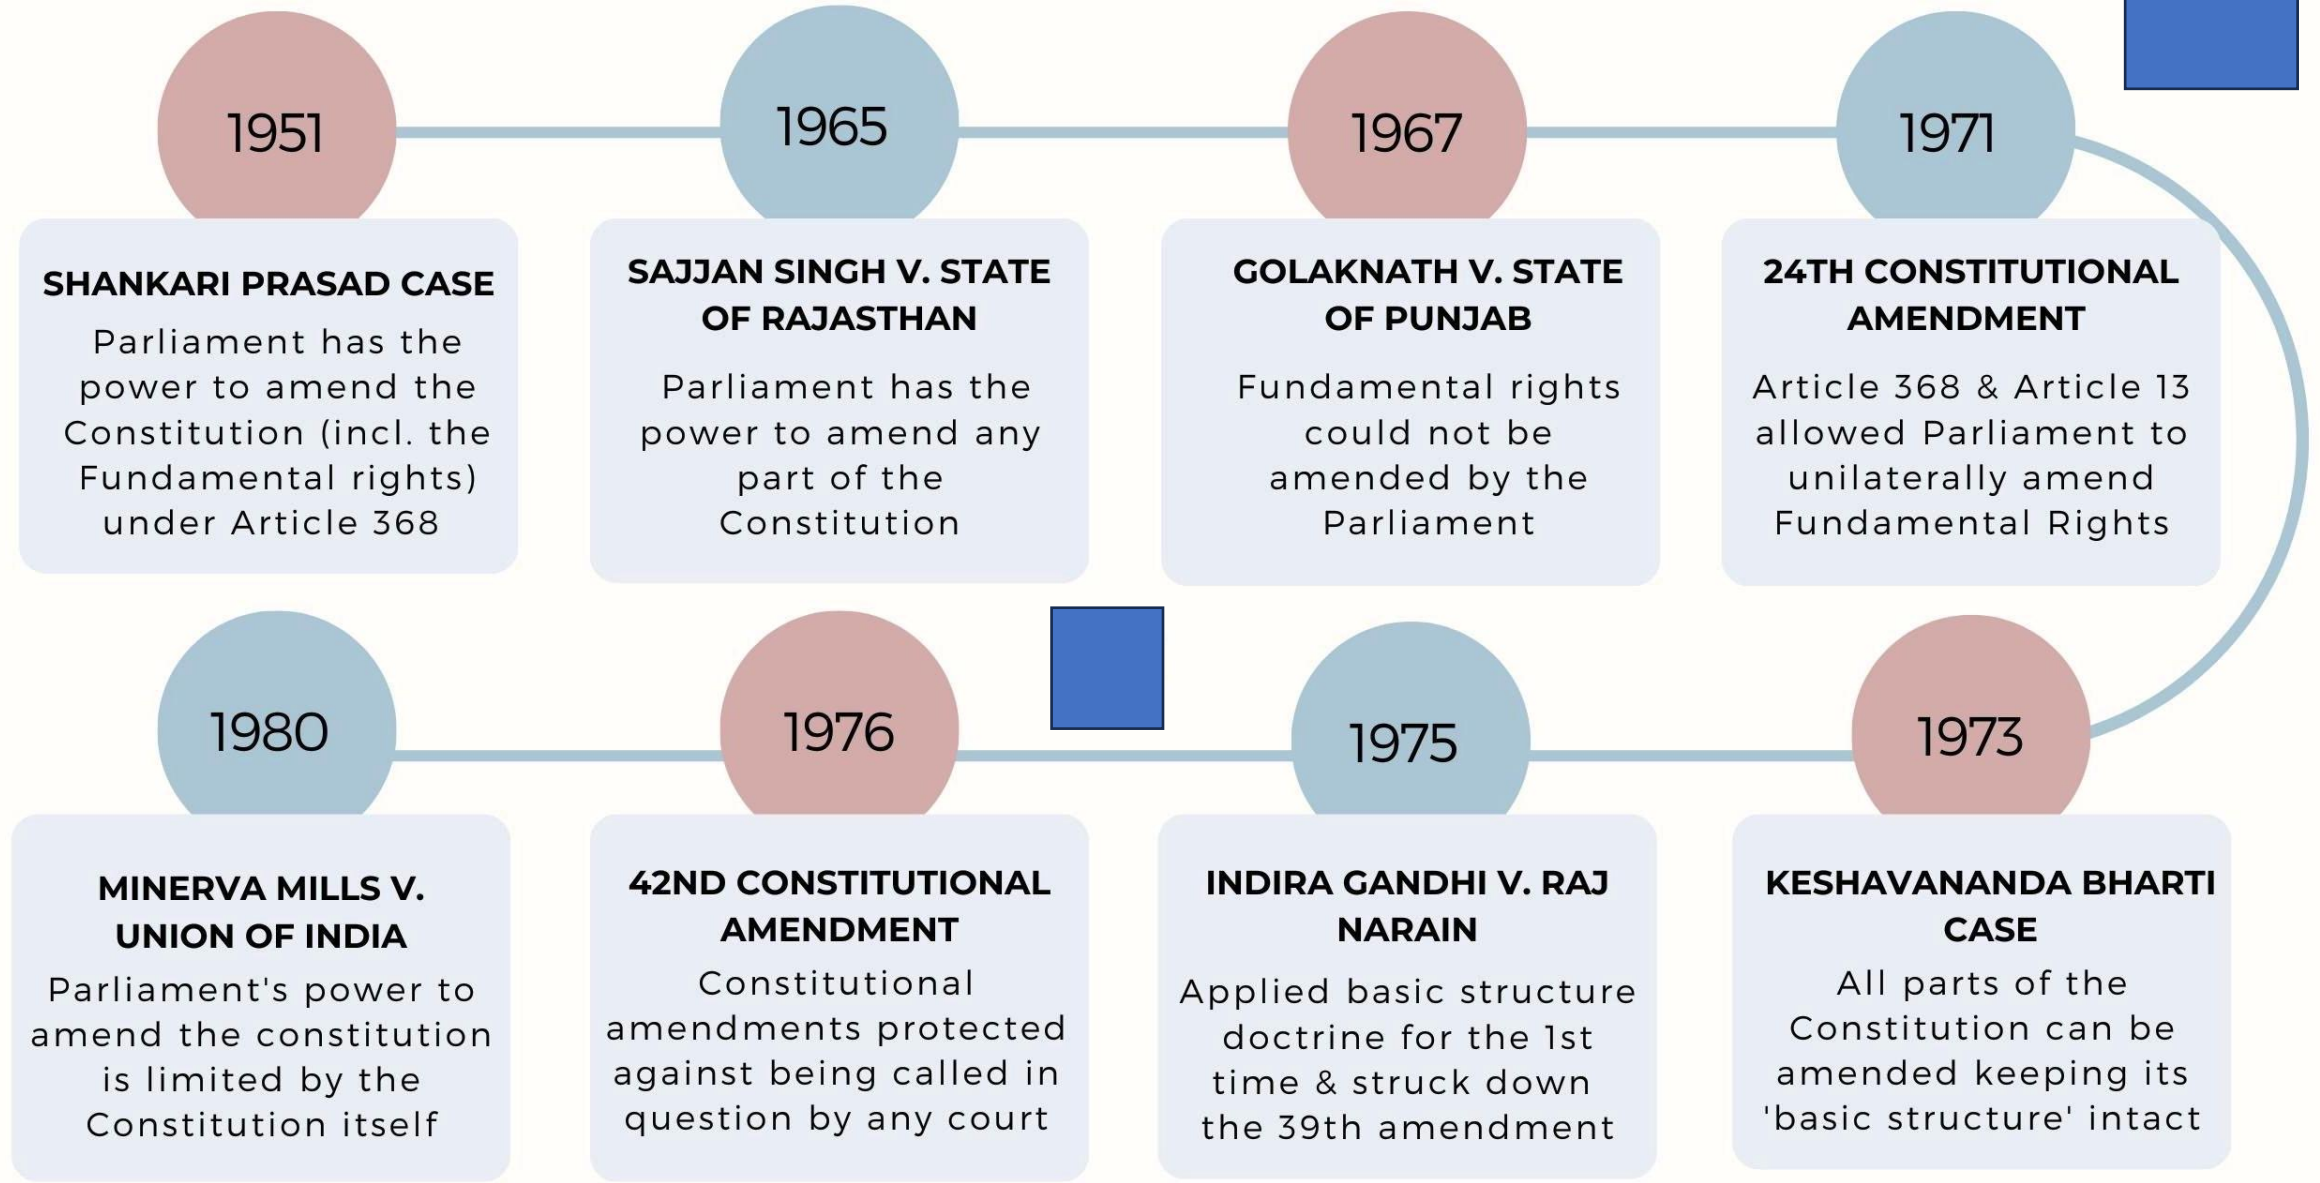 1951
SHANKARI PRASAD CASE
Parliament has the
power to amend the
Constitution (incl. the
Fundamental rights)
under Article 368
1965
SAJJAN SINGH V. STATE
OF RAJASTHAN
Parliament has the
power to amend any
part of the
Constitution
1967
GOLAKNATH V. STATE
OF PUNJAB
Fundamental rights
could not be
amended by the
Parliament
1971
24TH CONSTITUTIONAL
AMENDMENT
Article 368 & Article 13
allowed Parliament to
unilaterally amend
Fundamental Rights
1973
KESHAVANANDA BHARTI
CASE
All parts of the
Constitution can be
amended keeping its
'basic structure' intact
1975
INDIRA GANDHI V. RAJ
NARAIN
Applied basic structure
doctrine for the 1st
time & struck down
the 39th amendment
1976
42ND CONSTITUTIONAL
AMENDMENT
Constitutional
amendments protected
against being called in
question by any court
1980
MINERVA MILLS V.
UNION OF INDIA
Parliament's power to
amend the constitution
is limited by the
Constitution itself